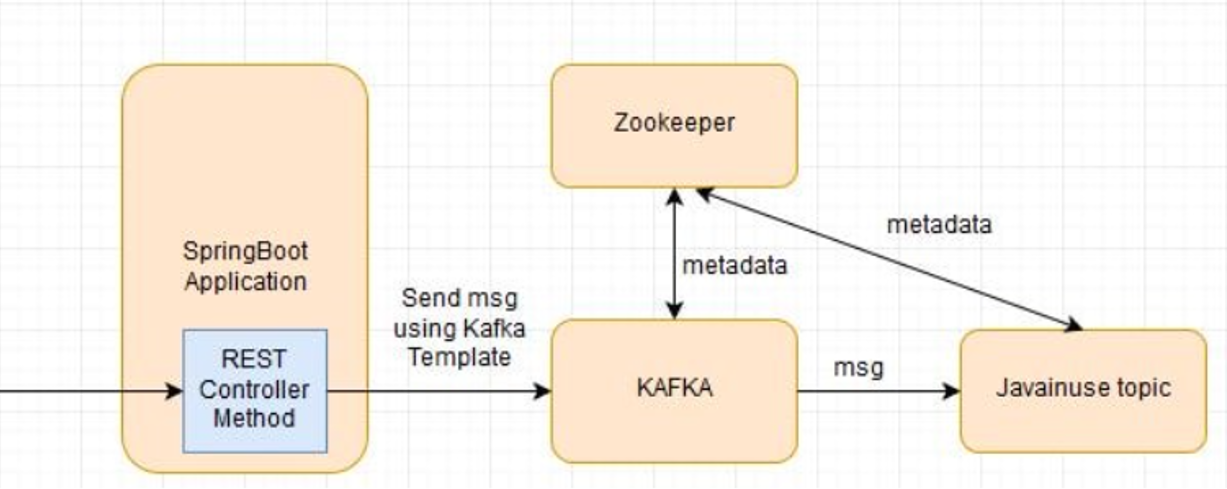 SpringBoot
Application
REST
Controller
Method
Send msg
using Kafka
Template
Zookeeper
metadata
metadata
KAFKA
msg
Javainuse topic